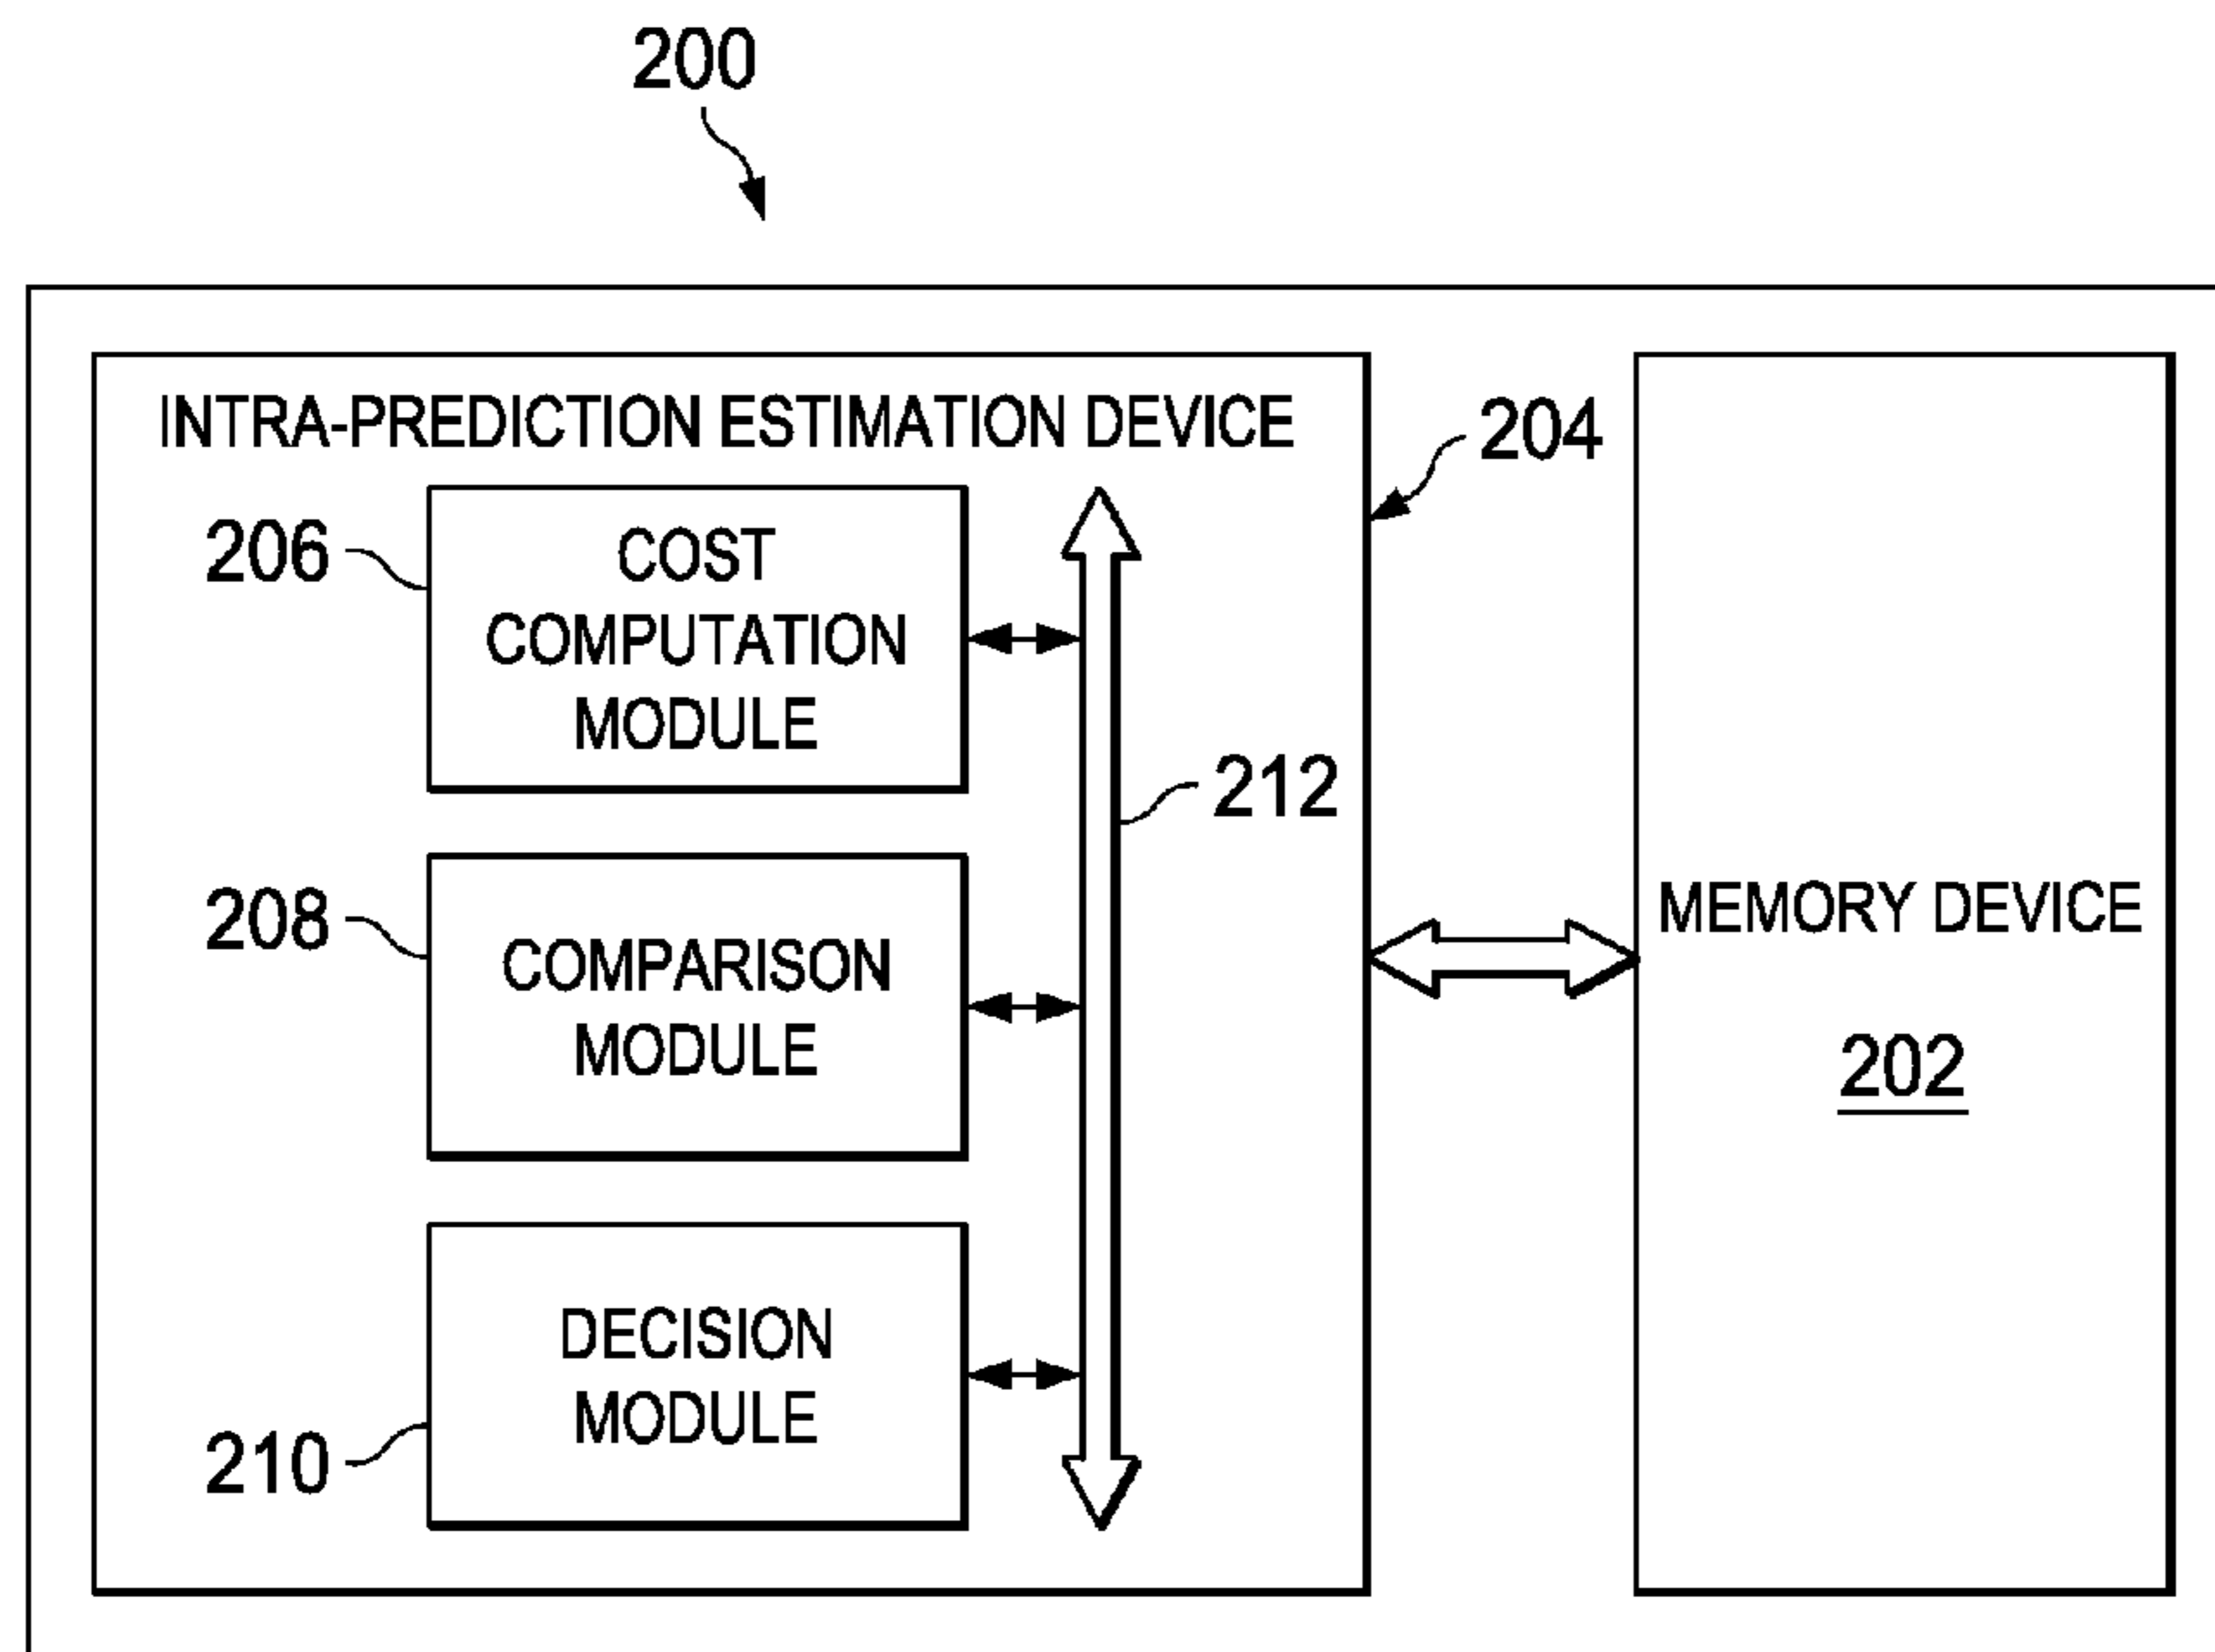 200
INTRA-PREDICTION ESTIMATION DEVICE
204
206
COST
COMPUTATION
MODULE
212
208
COMPARISON
MODULE
MEMORY DEVICE
202
DECISION
MODULE
210